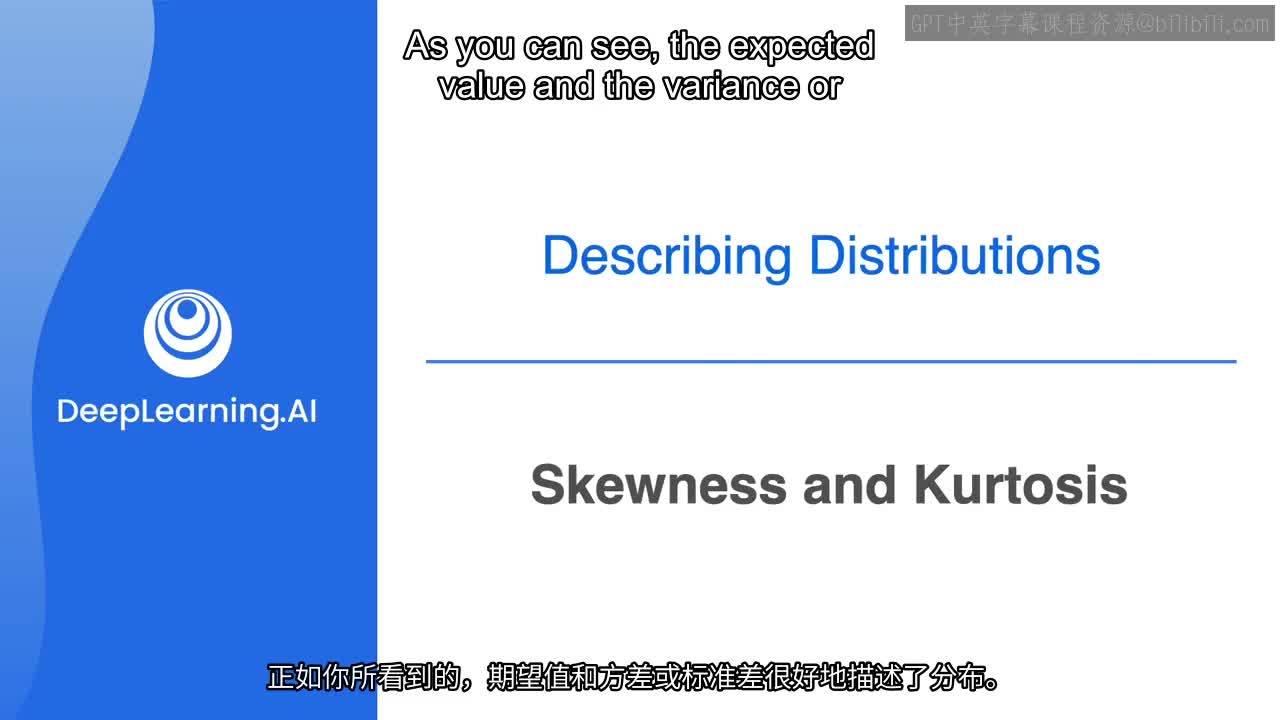 GPT中英字幕课程资源@bilibili.com
As you can see, the expected
value and the variance or
Describing Distributions
DeepLearning.AI
Skewness and Kurtosis
正如你所看到的，期望值和方差或标准差很好地描述了分布。